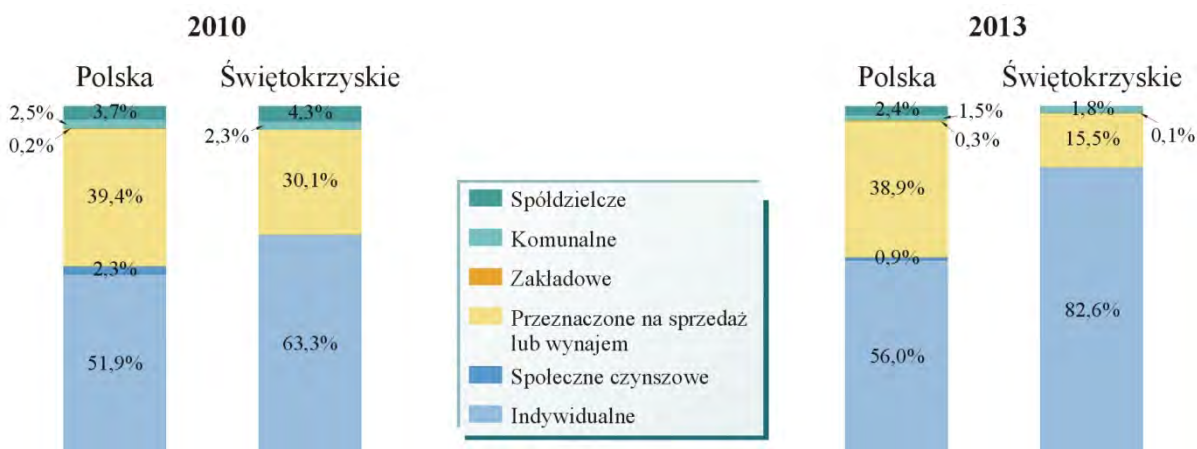 2010
Polska
Świętokrzyskie
2,5%
3,7%
0,2%
39,4%
2,3%
51,9%
4,3%
2,3%
30,1%
63,3%
Spółdzielcze
Komunalne
Zakładowe
Przeznaczone na sprzedaż
lub wynajem
Społeczne czynszowe
Indywidualne
2013
Polska
Świętokrzyskie
2,4%
1,5%
0,3%
38,9%
0,9%
56,0%
1,8%
0,1%
15,5%
82,6%